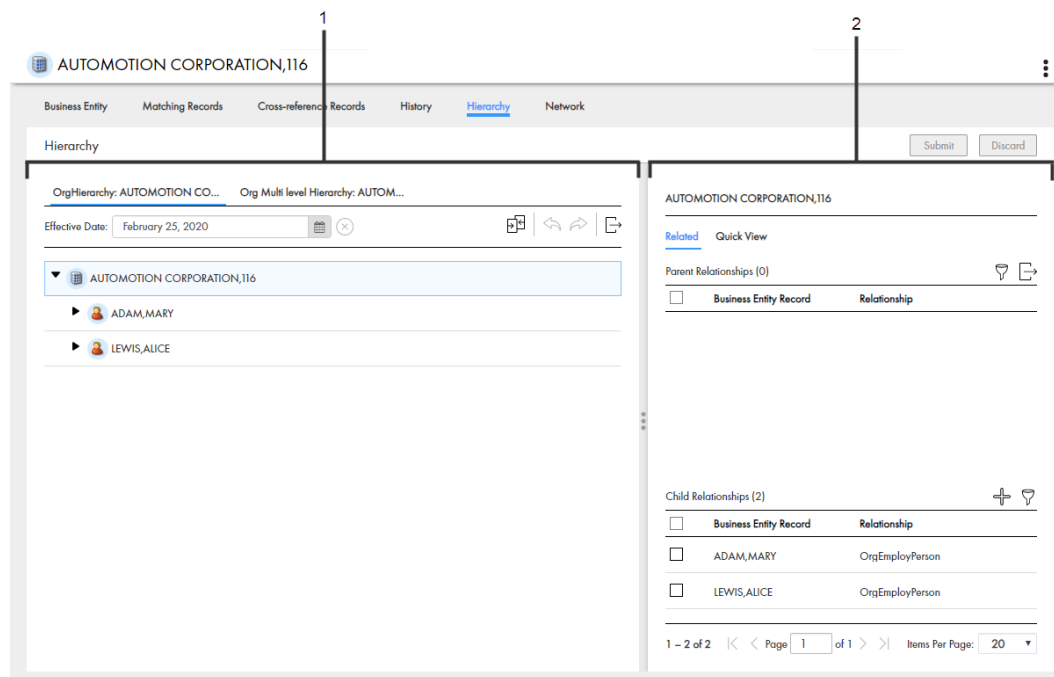 1
2
AUTOMOTION CORPORATION,116
Business Entity Matching Records Cross-reference Records History Hierarchy Network
Hierarchy
Submit Discard
OrgHierarchy: AUTOMOTION CO... Org Multi level Hierarchy: AUTOM...
Effective Date: February 25, 2020
AUTOMOTION CORPORATION,116
ADAM,MARY
LEWIS,ALICE
AUTOMOTION CORPORATION,116
Related Quick View
Parent Relationships (0)
Business Entity Record Relationship
Child Relationships (2)
Business Entity Record Relationship
ADAM,MARY OrgEmployPerson
LEWIS,ALICE OrgEmployPerson
1 – 2 of 2 Page 1 of 1 Items Per Page: 20